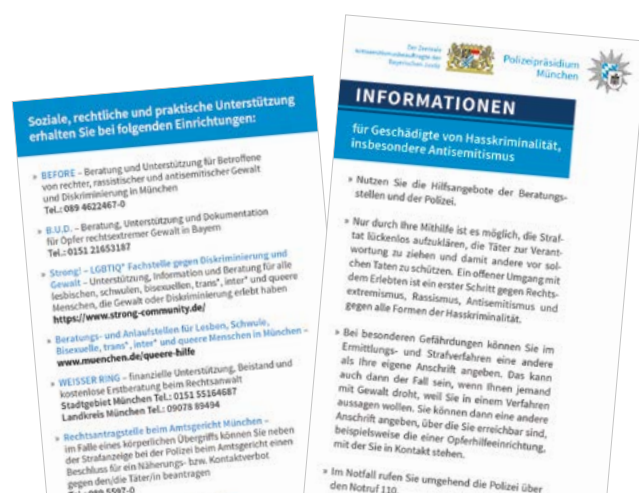 Soziale, rechtliche und praktische Unterstützung
erhalten Sie bei folgenden Einrichtungen:
» BEFORE – Beratung und Unterstützung für Betroffene
von rechter, rassistischer und antisemitischer Gewalt
und Diskriminierung in München
Tel.: 089 4622467-0
» B.U.D. – Beratung, Unterstützung und Dokumentation
für Opfer rechtsextremer Gewalt in Bayern
Tel.: 0151 21653187
» Strong! – LGBTIQ* Fachstelle gegen Diskriminierung und
Gewalt – Unterstützung, Information und Beratung für alle
lesbischen, schwulen, bisexuellen, trans*, inter* und queere
Menschen, die Gewalt oder Diskriminierung erlebt haben
https://www.strong-community.de/
» Beratungs- und Anlaufstellen für Lesben, Schwule,
Bisexuelle, trans*, inter* und queere Menschen in München –
www.muenchen.de/queere-hilfe
» WEISSER RING – finanzielle Unterstützung, Beistand und
kostenlose Erstberatung beim Rechtsanwalt
Stadtgebiet München Tel.: 0151 55164687
Landkreis München Tel.: 09078 89494
» Rechtsantragstelle beim Amtsgericht München –
im Falle eines körperlichen Übergriffs können Sie neben
der Strafanzeige bei der Polizei beim Amtsgericht einen
Beschluss für ein Näherungs- bzw. Kontaktverbot
gegen den/die Täter/in beantragen
Tel.: 089 5597-0
Der Zentrale
Antisemitismusbeauftragte der
Bayerischen Justiz
Polizeipräsidium
München
INFORMATIONEN
für Geschädigte von Hasskriminalität,
insbesondere Antisemitismus
» Nutzen Sie die Hilfsangebote der Beratungs-
stellen und der Polizei.
» Nur durch Ihre Mithilfe ist es möglich, die Straf-
tat lückenlos aufzuklären, die Täter zur Verant-
wortung zu ziehen und damit andere vor sol-
chen Taten zu schützen. Ein offener Umgang mit
dem Erlebten ist ein erster Schritt gegen Rechts-
extremismus, Rassismus, Antisemitismus und
gegen alle Formen der Hasskriminalität.
» Bei besonderen Gefährdungen können Sie im
Ermittlungs- und Strafverfahren eine andere
als Ihre eigene Anschrift angeben. Das kann
auch dann der Fall sein, wenn Ihnen jemand
mit Gewalt droht, weil Sie in einem Verfahren
aussagen wollen. Sie können dann eine andere
Anschrift angeben, über die Sie erreichbar sind,
beispielsweise die einer Opferhilfeeinrichtung,
mit der Sie in Kontakt stehen.
» Im Notfall rufen Sie umgehend die Polizei über
den Notruf 110.